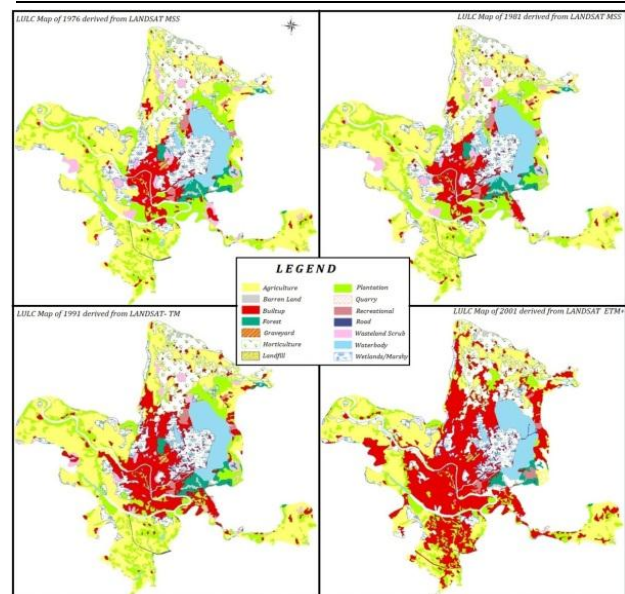 LULC Map of 1976 derived from LANDSAT MSS
LULC Map of 1981 derived from LANDSAT MSS
LEGEND
Agriculture
Barren Land
Builtup
Forest
Graveyard
Horticulture
Landfill
Plantation
Quarry
Recreational
Road
Wasteland Scrub
Waterbody
Wetlands/Marshy
LULC Map of 1991 derived from LANDSAT- TM
LULC Map of 2001 derived from LANDSAT ETM+